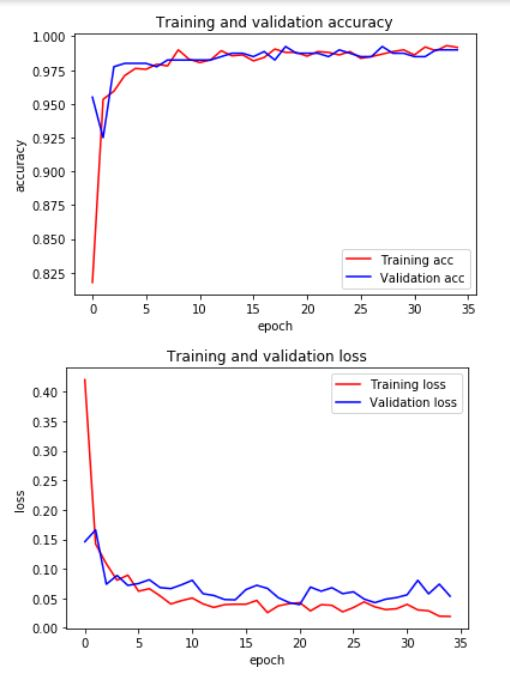 Training and validation accuracy
1.000
0.975
0.950
0.925
0.900
0.875
0.850
0.825
accuracy
Training acc
Validation acc
0 5 10 15 20 25 30 35
epoch
Training and validation loss
0.40
0.35
0.30
0.25
0.20
0.15
0.10
0.05
0.00
loss
Training loss
Validation loss
0 5 10 15 20 25 30 35
epoch